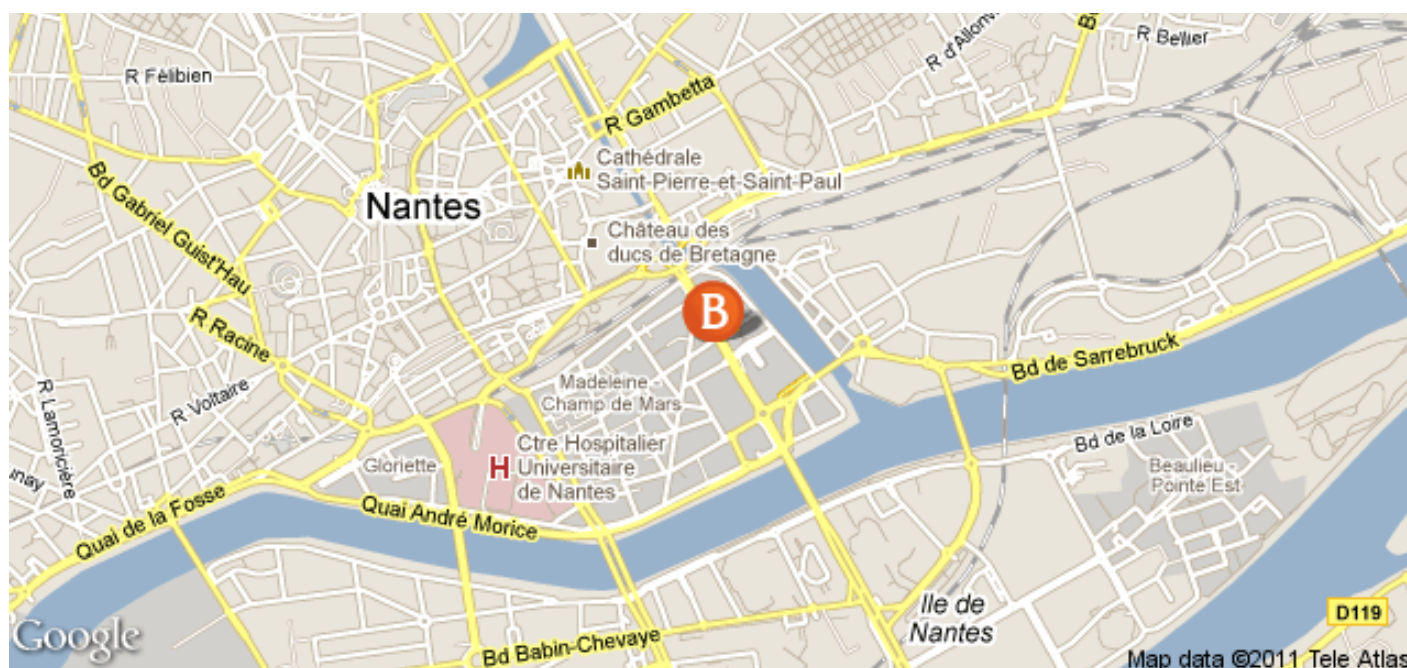 R Félibien
R Bellier
R d'Allonvil
R Gambetta
Bd Gabriel Guist'Hau
Cathédrale
Saint-Pierre-et-Saint-Paul
Nantes
Château des
ducs de Bretagne
B
R Racine
Bd de Sarrebruck
R Voltaire
R Lamoricière
Madeleine -
Champ de Mars
Bd de la Loire
H
Ctre Hospitalier
Universitaire
de Nantes
Gloriette
Beaulieu -
Pointe Est
Quai de la Fosse
Quai André Morice
Ile de
Nantes
D119
Google
Bd Babin-Chevaye
Map data ©2011 Tele Atlas